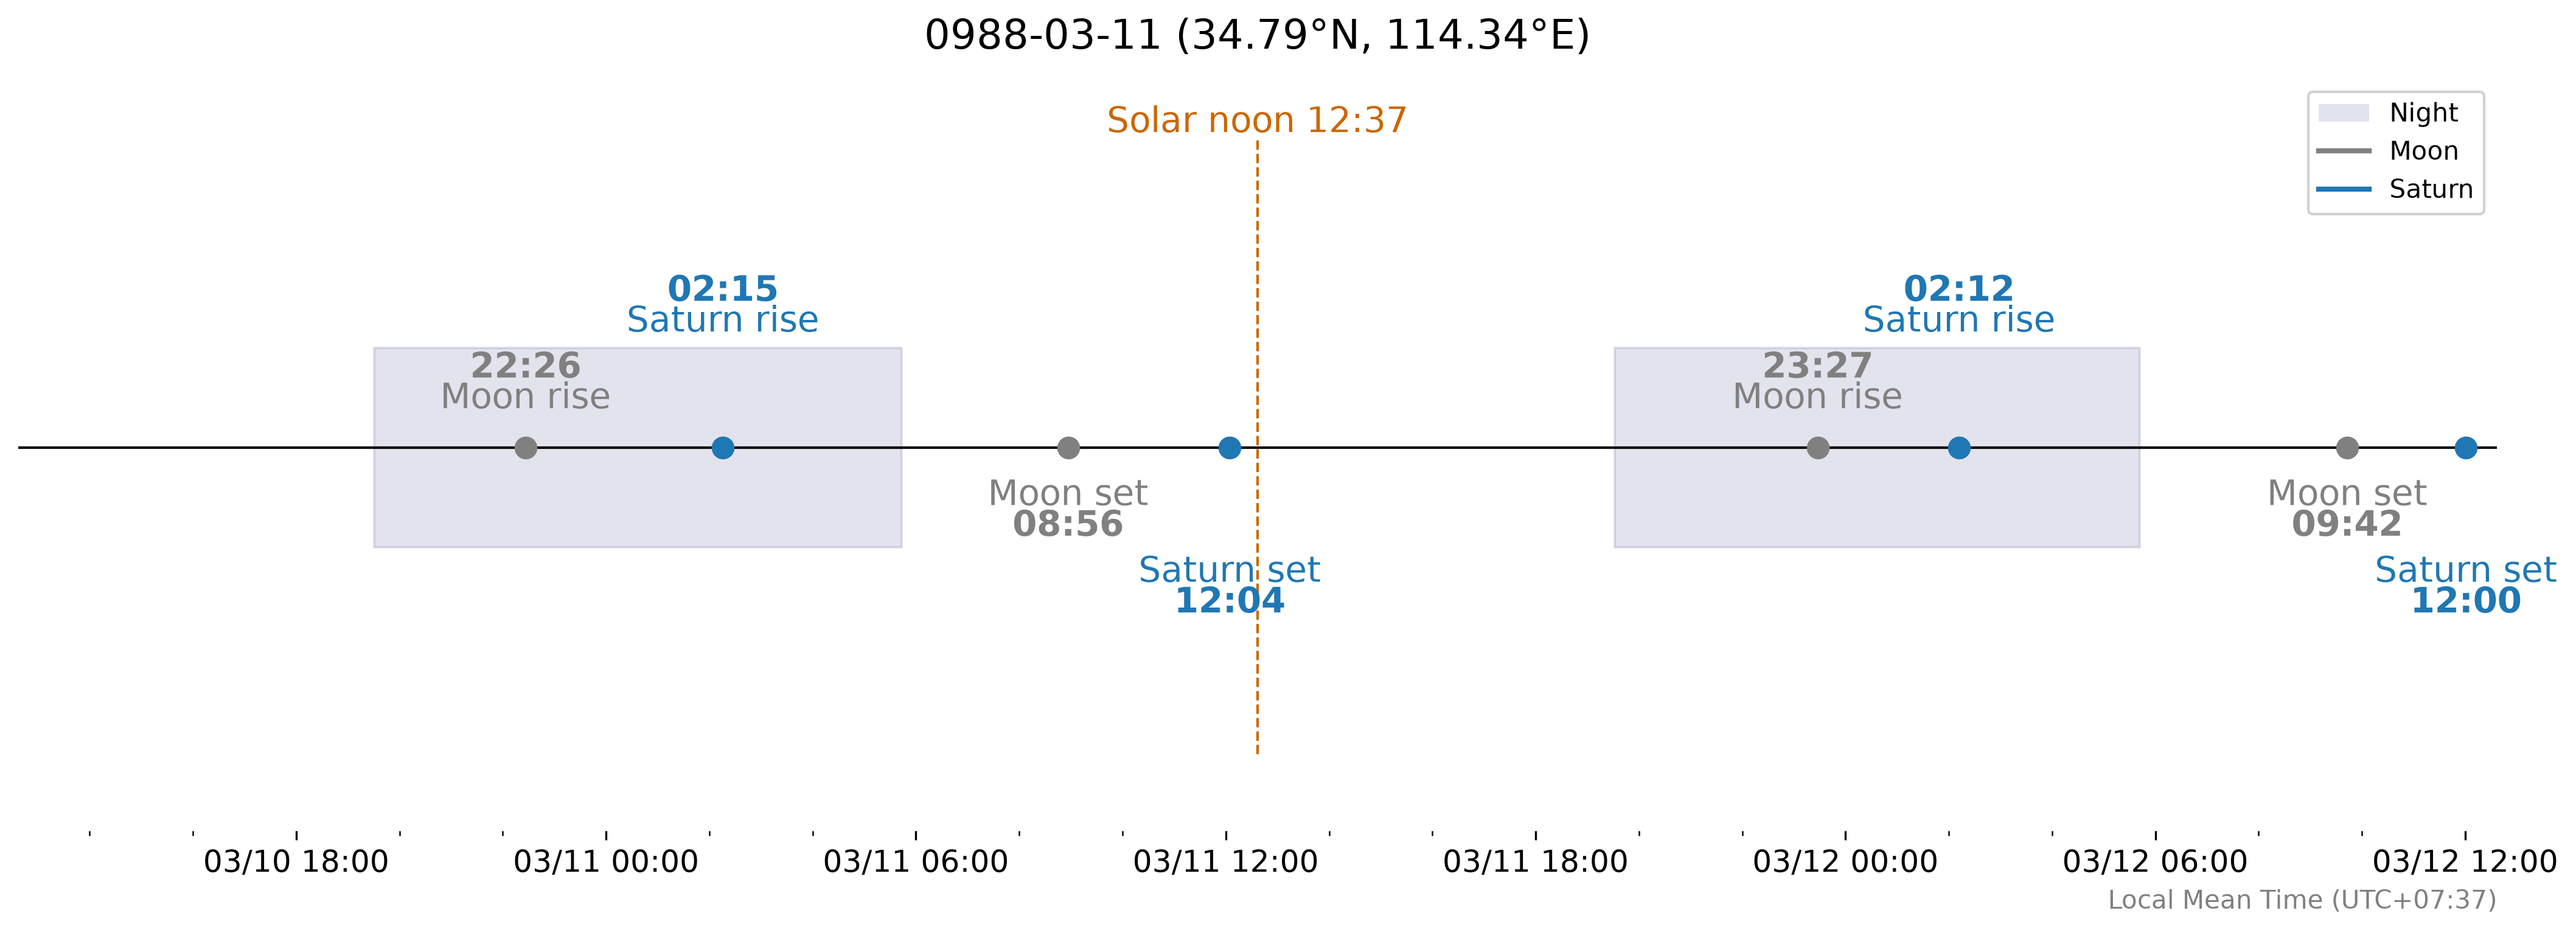 0988-03-11 (34.79°N, 114.34°E)
Solar noon 12:37
Night
Moon
Saturn
02:15
Saturn rise
02:12
Saturn rise
22:26
Moon rise
23:27
Moon rise
Moon set
08:56
Moon set
09:42
Saturn set
12:04
Saturn set
12:00
03/10 18:00
03/11 00:00
03/11 06:00
03/11 12:00
03/11 18:00
03/12 00:00
03/12 06:00
03/12 12:00
Local Mean Time (UTC+07:37)